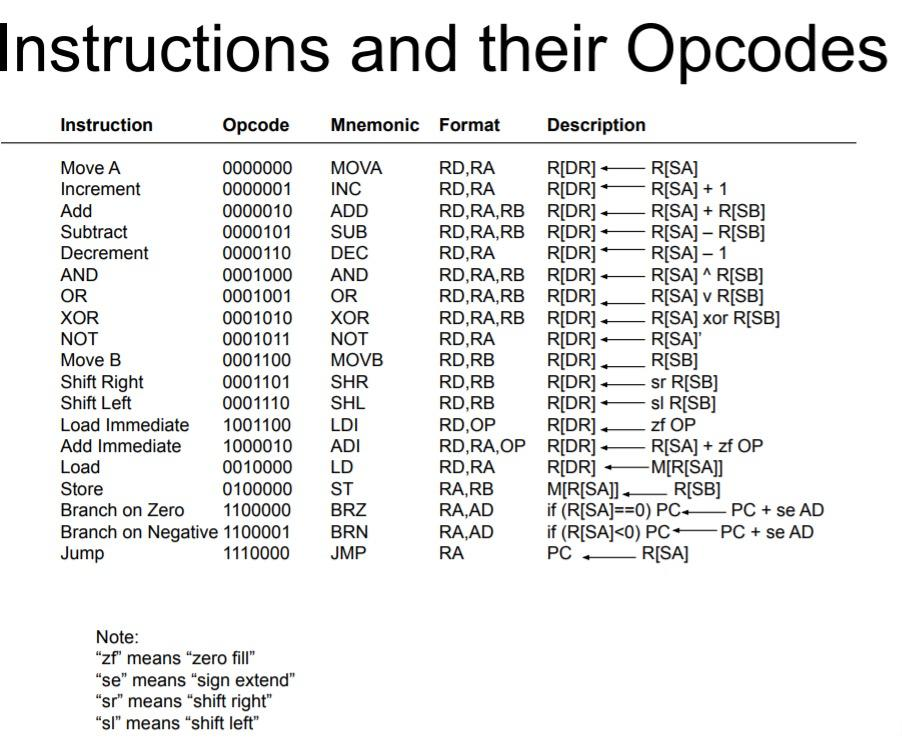 Instructions and their Opcodes
Instruction Opcode Mnemonic Format Description
Move A 0000000 MOVA RD,RA R[DR] ← R[SA]
Increment 0000001 INC RD,RA R[DR] ← R[SA] + 1
Add 0000010 ADD RD,RA,RB R[DR] ← R[SA] + R[SB]
Subtract 0000101 SUB RD,RA,RB R[DR] ← R[SA] – R[SB]
Decrement 0000110 DEC RD,RA R[DR] ← R[SA] – 1
AND 0001000 AND RD,RA,RB R[DR] ← R[SA] ^ R[SB]
OR 0001001 OR RD,RA,RB R[DR] ← R[SA] v R[SB]
XOR 0001010 XOR RD,RA,RB R[DR] ← R[SA] xor R[SB]
NOT 0001011 NOT RD,RA R[DR] ← R[SA]’
Move B 0001100 MOVB RD,RB R[DR] ← R[SB]
Shift Right 0001101 SHR RD,RB R[DR] ← sr R[SB]
Shift Left 0001110 SHL RD,RB R[DR] ← sl R[SB]
Load Immediate 1001100 LDI RD,OP R[DR] ← zf OP
Add Immediate 1000010 ADI RD,RA,OP R[DR] ← R[SA] + zf OP
Load 0010000 LD RD,RA R[DR] ← M[R[SA]]
Store 0100000 ST RA,RB M[R[SA]] ← R[SB]
Branch on Zero 1100000 BRZ RA,AD if (R[SA]==0) PC ← PC + se AD
Branch on Negative 1100001 BRN RA,AD if (R[SA]<0) PC ← PC + se AD
Jump 1110000 JMP RA PC ← R[SA]
Note:
“zf” means “zero fill”
“se” means “sign extend”
“sr” means “shift right”
“sl” means “shift left”